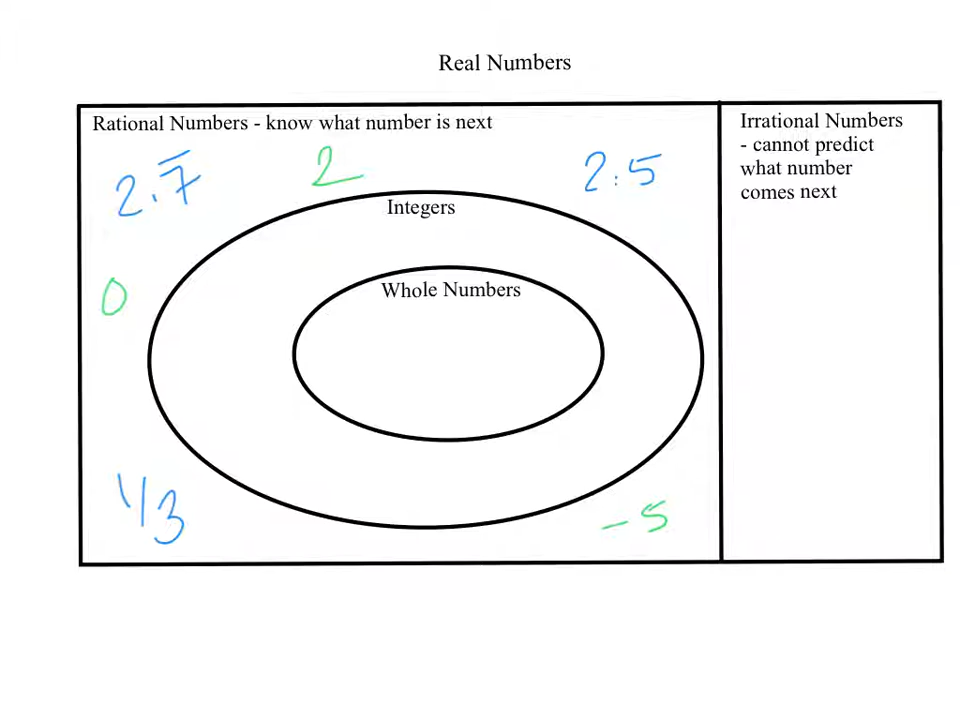 Real Numbers
Rational Numbers - know what number is next
Irrational Numbers
- cannot predict
what number
comes next
2.7̅
2
2.5
Integers
0
Whole Numbers
1/3
-5